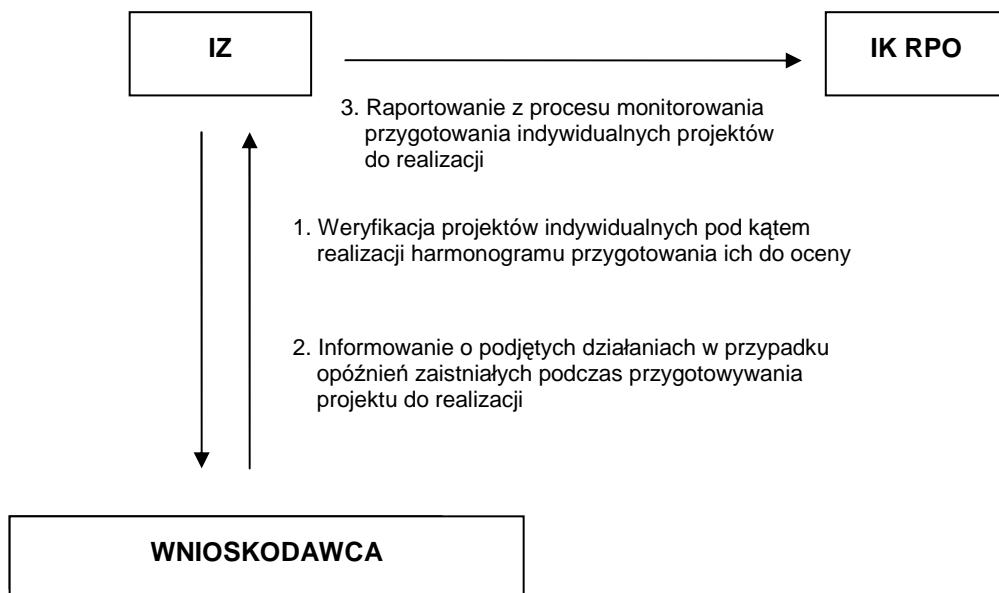 IZ
IK RPO
3. Raportowanie z procesu monitorowania
przygotowania indywidualnych projektów
do realizacji
1. Weryfikacja projektów indywidualnych pod kątem
realizacji harmonogramu przygotowania ich do oceny
2. Informowanie o podjętych działaniach w przypadku
opóźnień zaistniałych podczas przygotowywania
projektu do realizacji
WNIOSKODAWCA